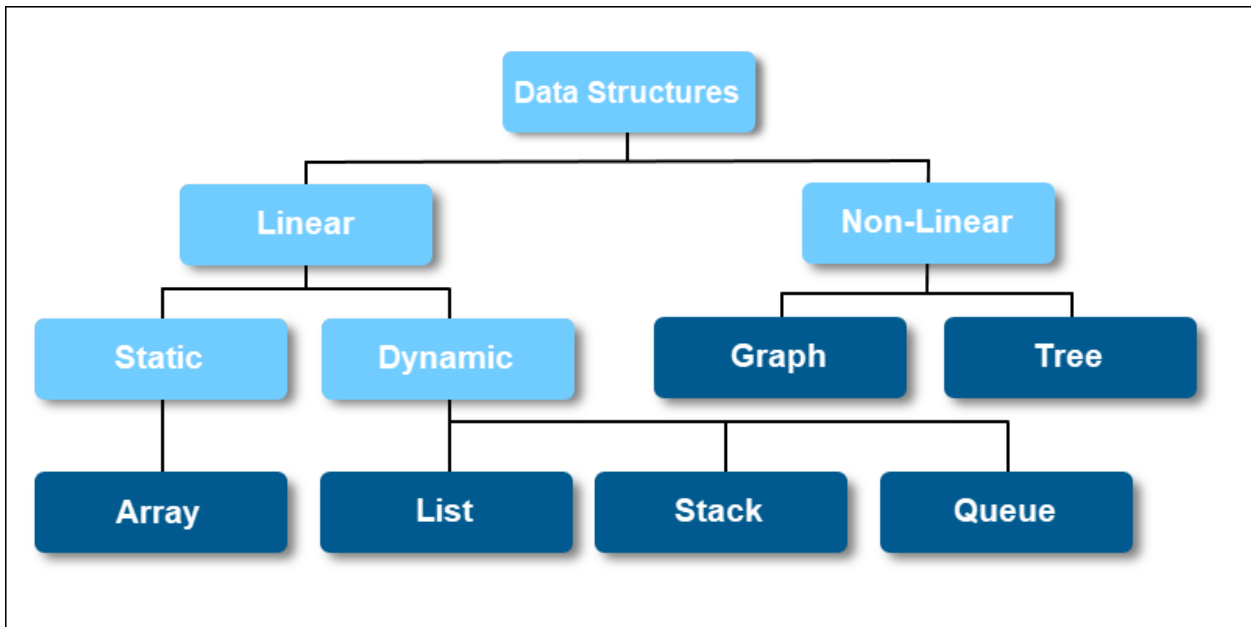 Data Structures
Linear
Non-Linear
Static
Dynamic
Graph
Tree
Array
List
Stack
Queue